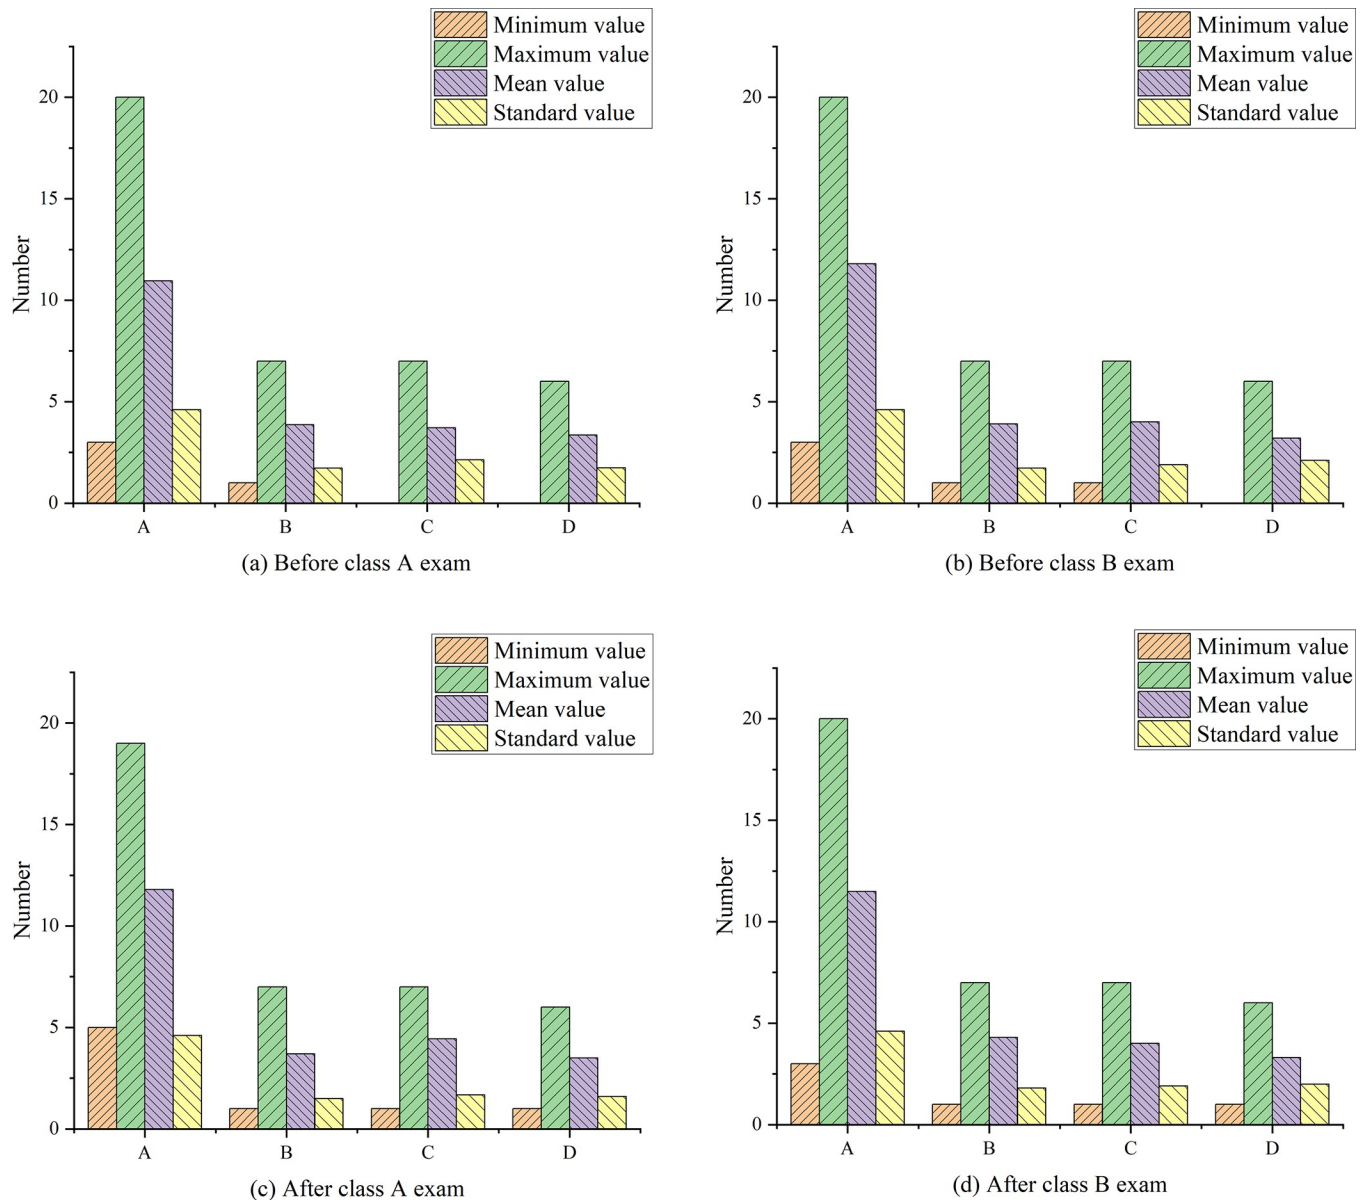 Minimum value
Maximum value
Mean value
Standard value
20
15
10
5
0
Number
A B C D
(a) Before class A exam
Minimum value
Maximum value
Mean value
Standard value
20
15
10
5
0
Number
A B C D
(b) Before class B exam
Minimum value
Maximum value
Mean value
Standard value
20
15
10
5
0
Number
A B C D
(c) After class A exam
Minimum value
Maximum value
Mean value
Standard value
20
15
10
5
0
Number
A B C D
(d) After class B exam